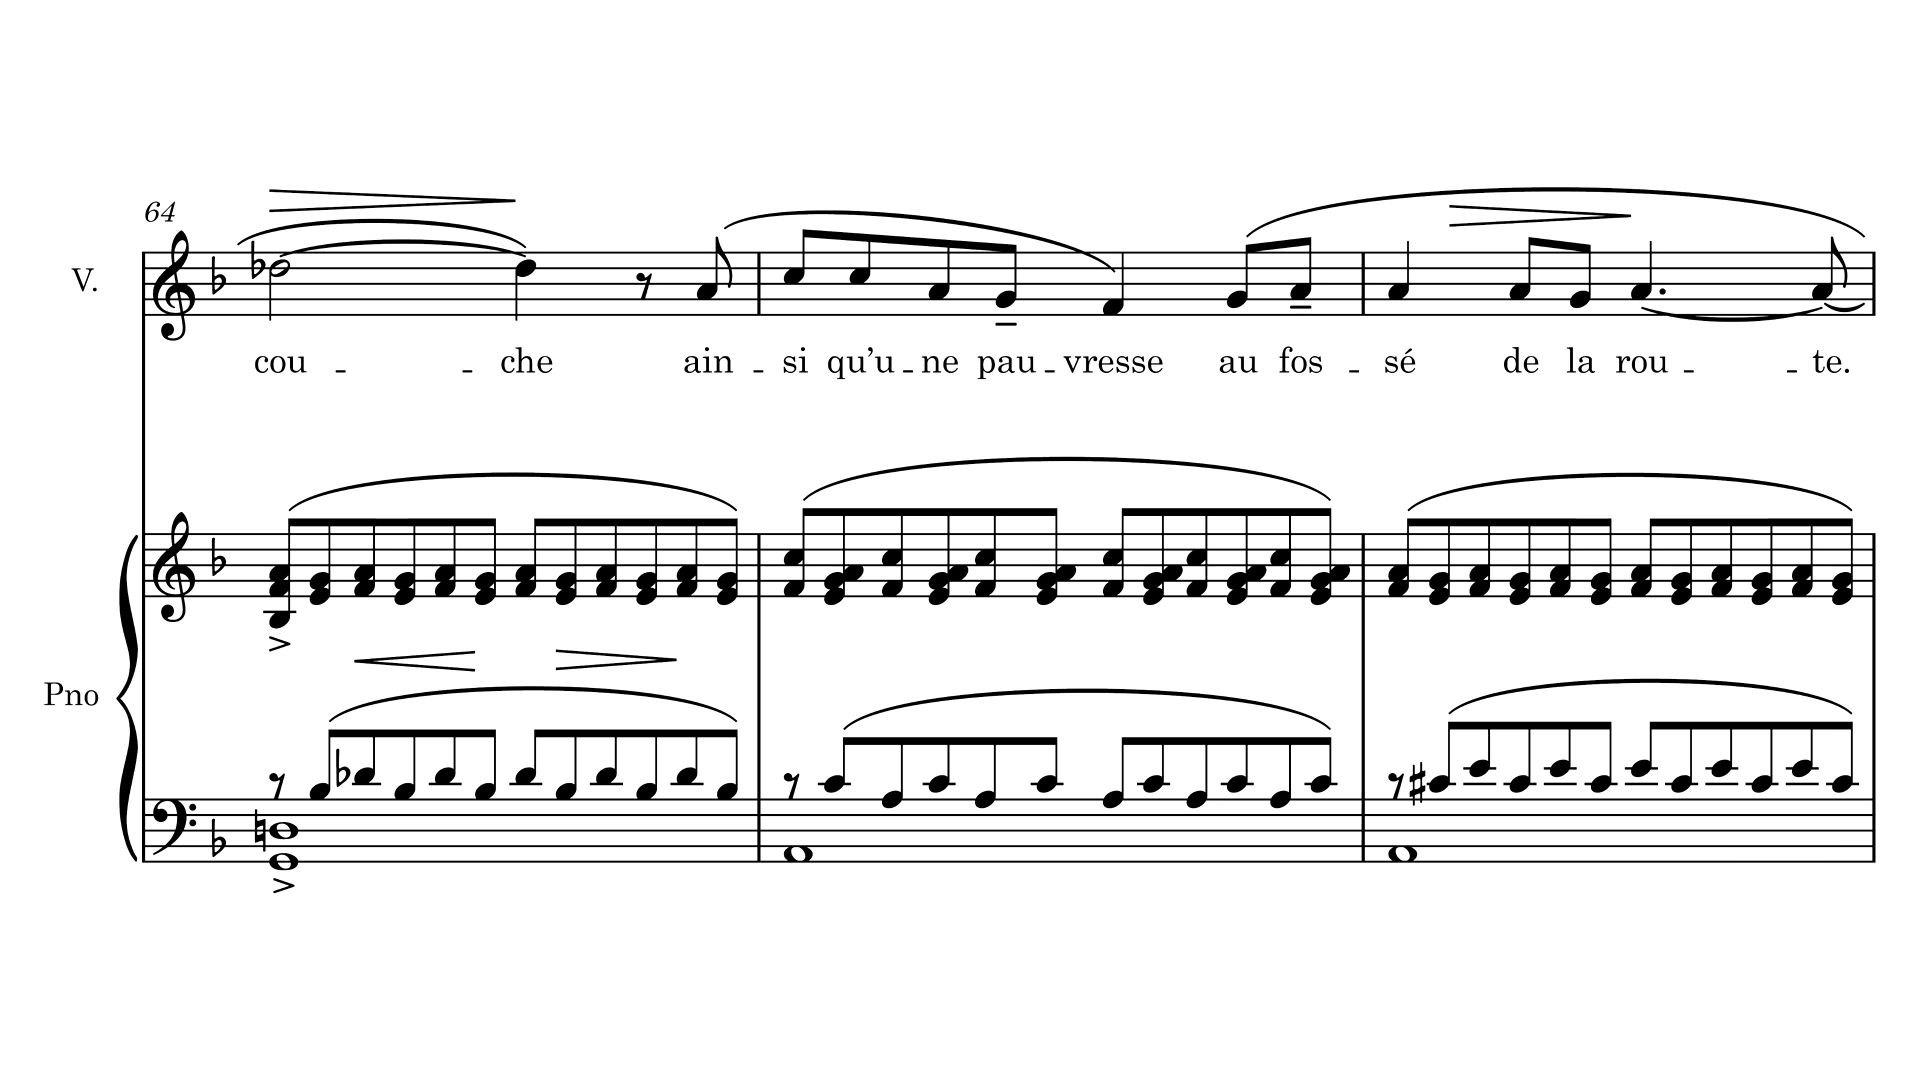 64
V.
cou - - che ain - si qu’u - ne pau - vresse au fos - sé de la rou - - te.
Pno